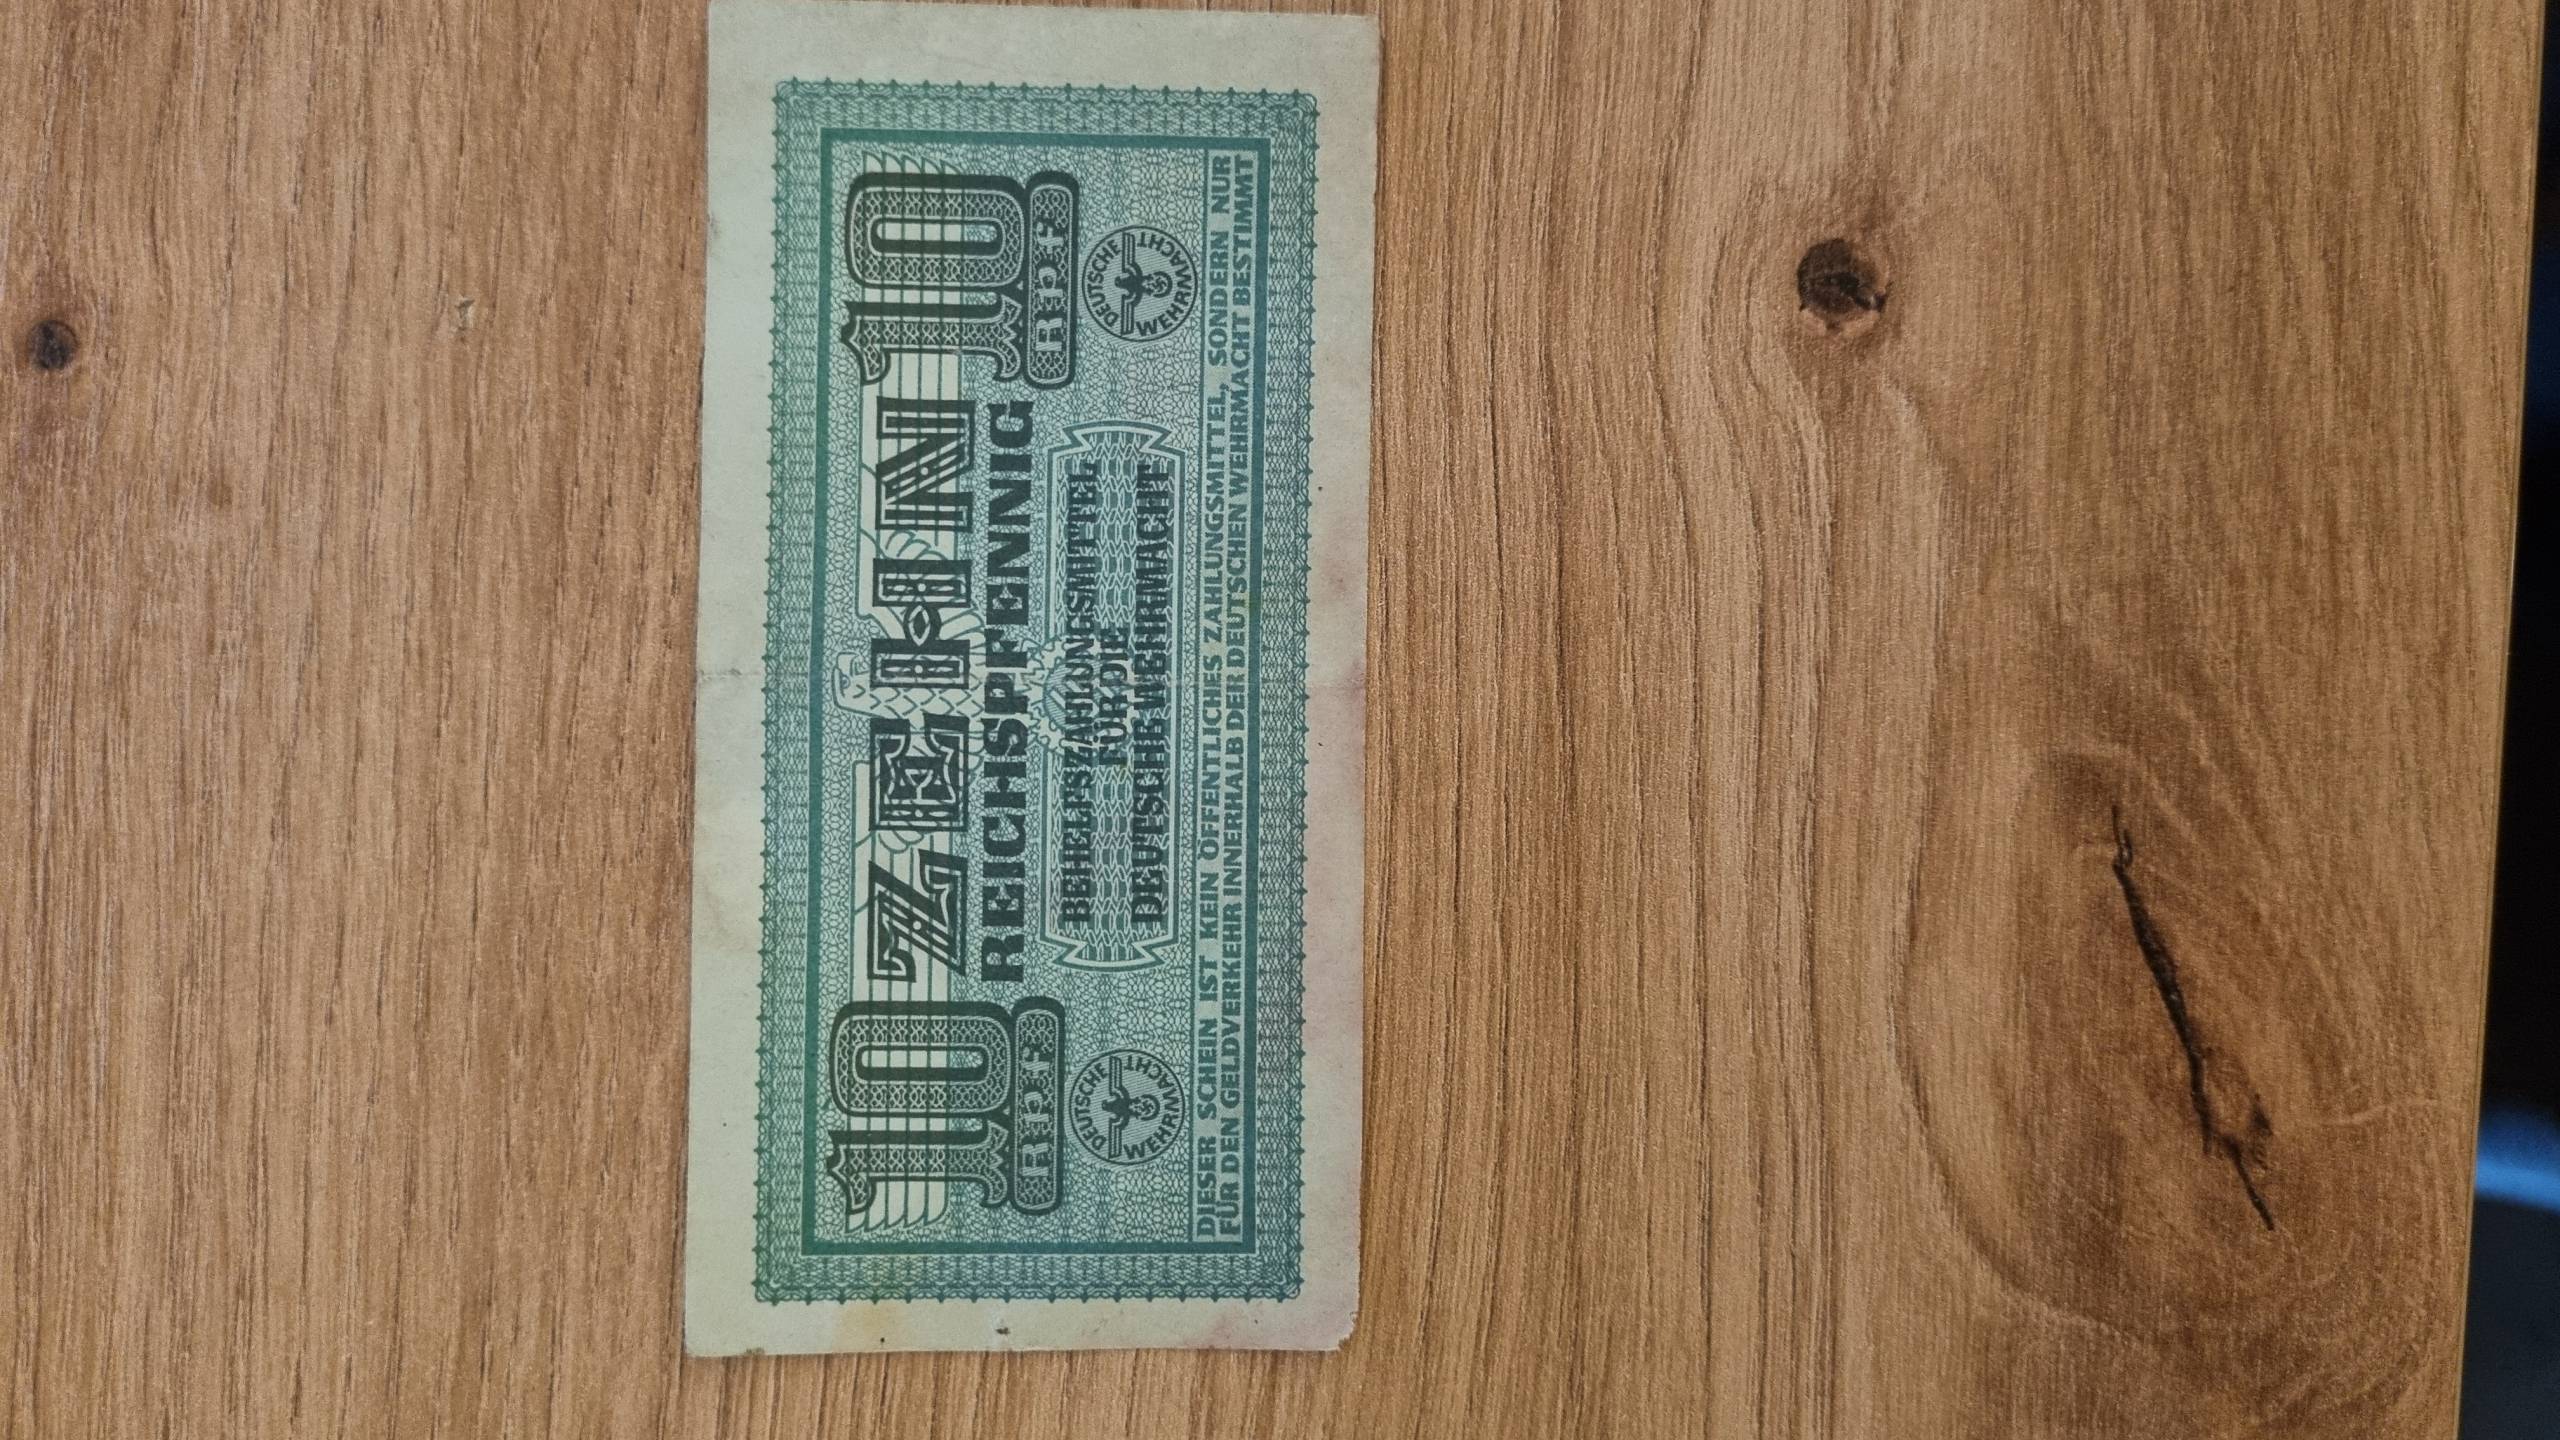 10 ZEHN 10
Rpf REICHSPFENNIG Rpf
BEHELFSZAHLUNGSMITTEL
FÜR DIE
DEUTSCHE WEHRMACHT
DEUTSCHE WEHRMACHT
DEUTSCHE WEHRMACHT
DIESER SCHEIN IST KEIN ÖFFENTLICHES ZAHLUNGSMITTEL, SONDERN NUR
FÜR DEN GELDVERKEHR INNERHALB DER DEUTSCHEN WEHRMACHT BESTIMMT